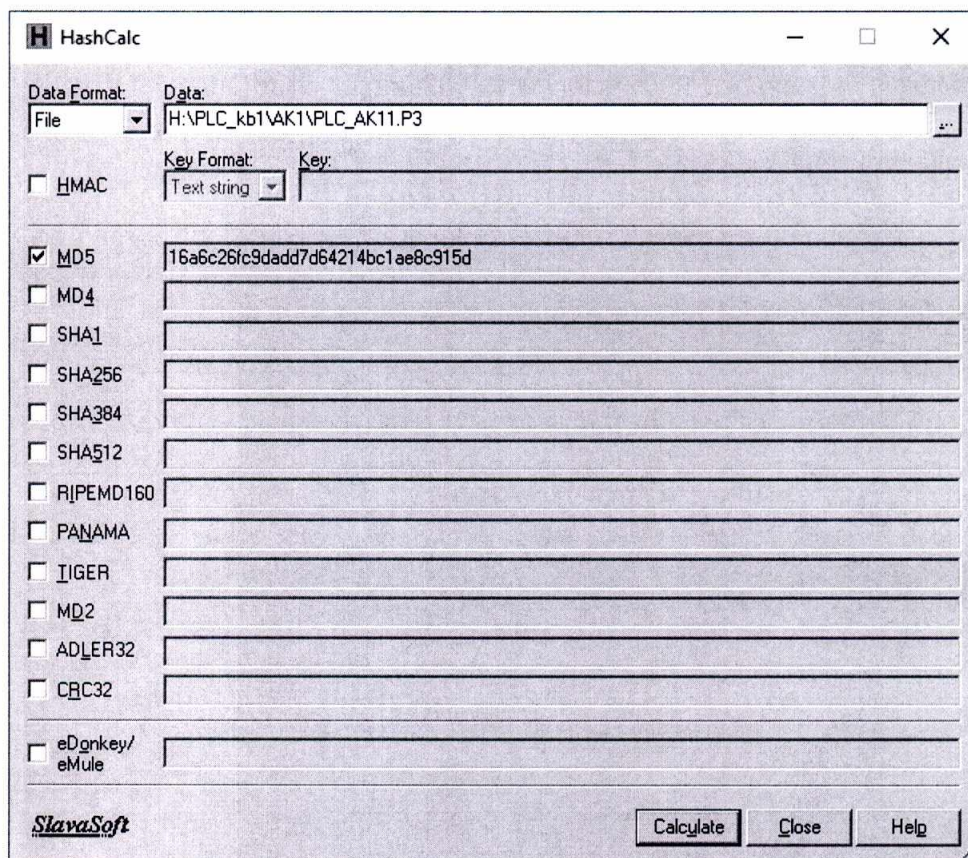 HashCalc
Data Format: Data:
File H:\PLC_kb1\AK1\PLC_AK11.P3 ...
Key Format: Key:
HMAC Text string
MD5 16a6c26fc9dadd7d64214bc1ae8c915d
MD4
SHA1
SHA256
SHA384
SHA512
RIPEMD160
PANAMA
TIGER
MD2
ADLER32
CRC32
eDonkey/
eMule
SlavaSoft Calculate Close Help